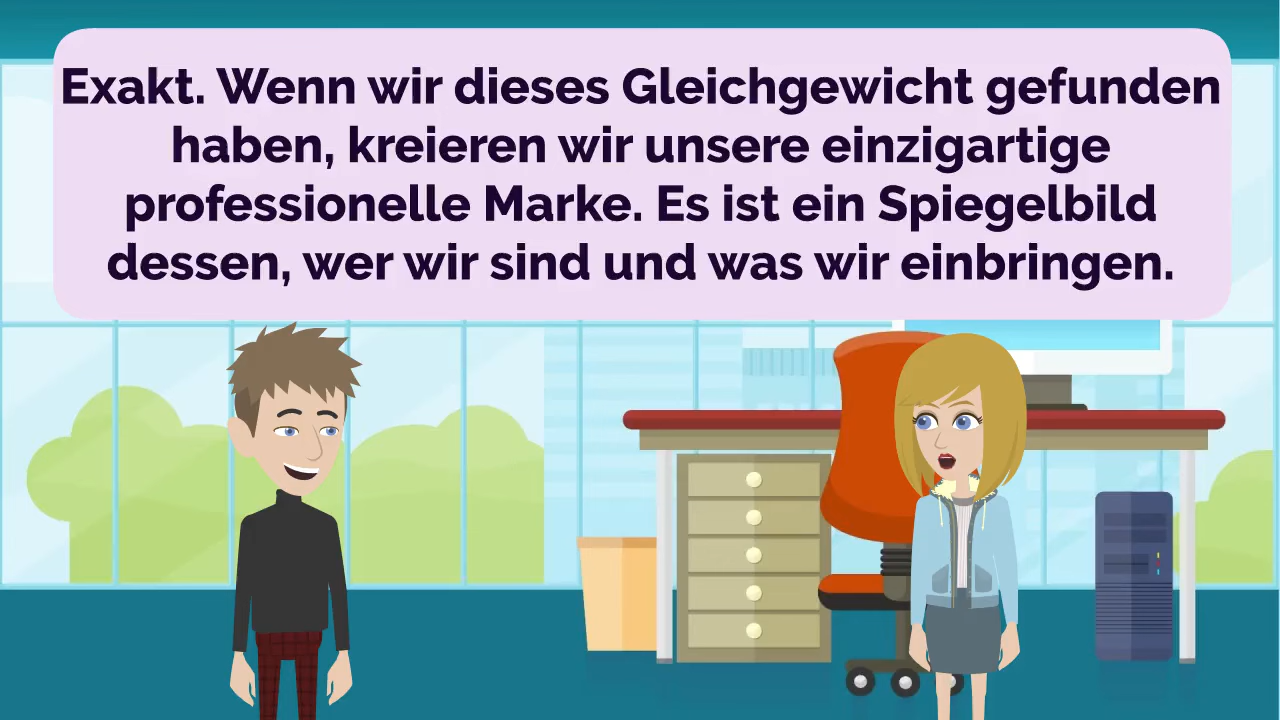 Exakt. Wenn wir dieses Gleichgewicht gefunden
haben, kreieren wir unsere einzigartige
professionelle Marke. Es ist ein Spiegelbild
dessen, wer wir sind und was wir einbringen.